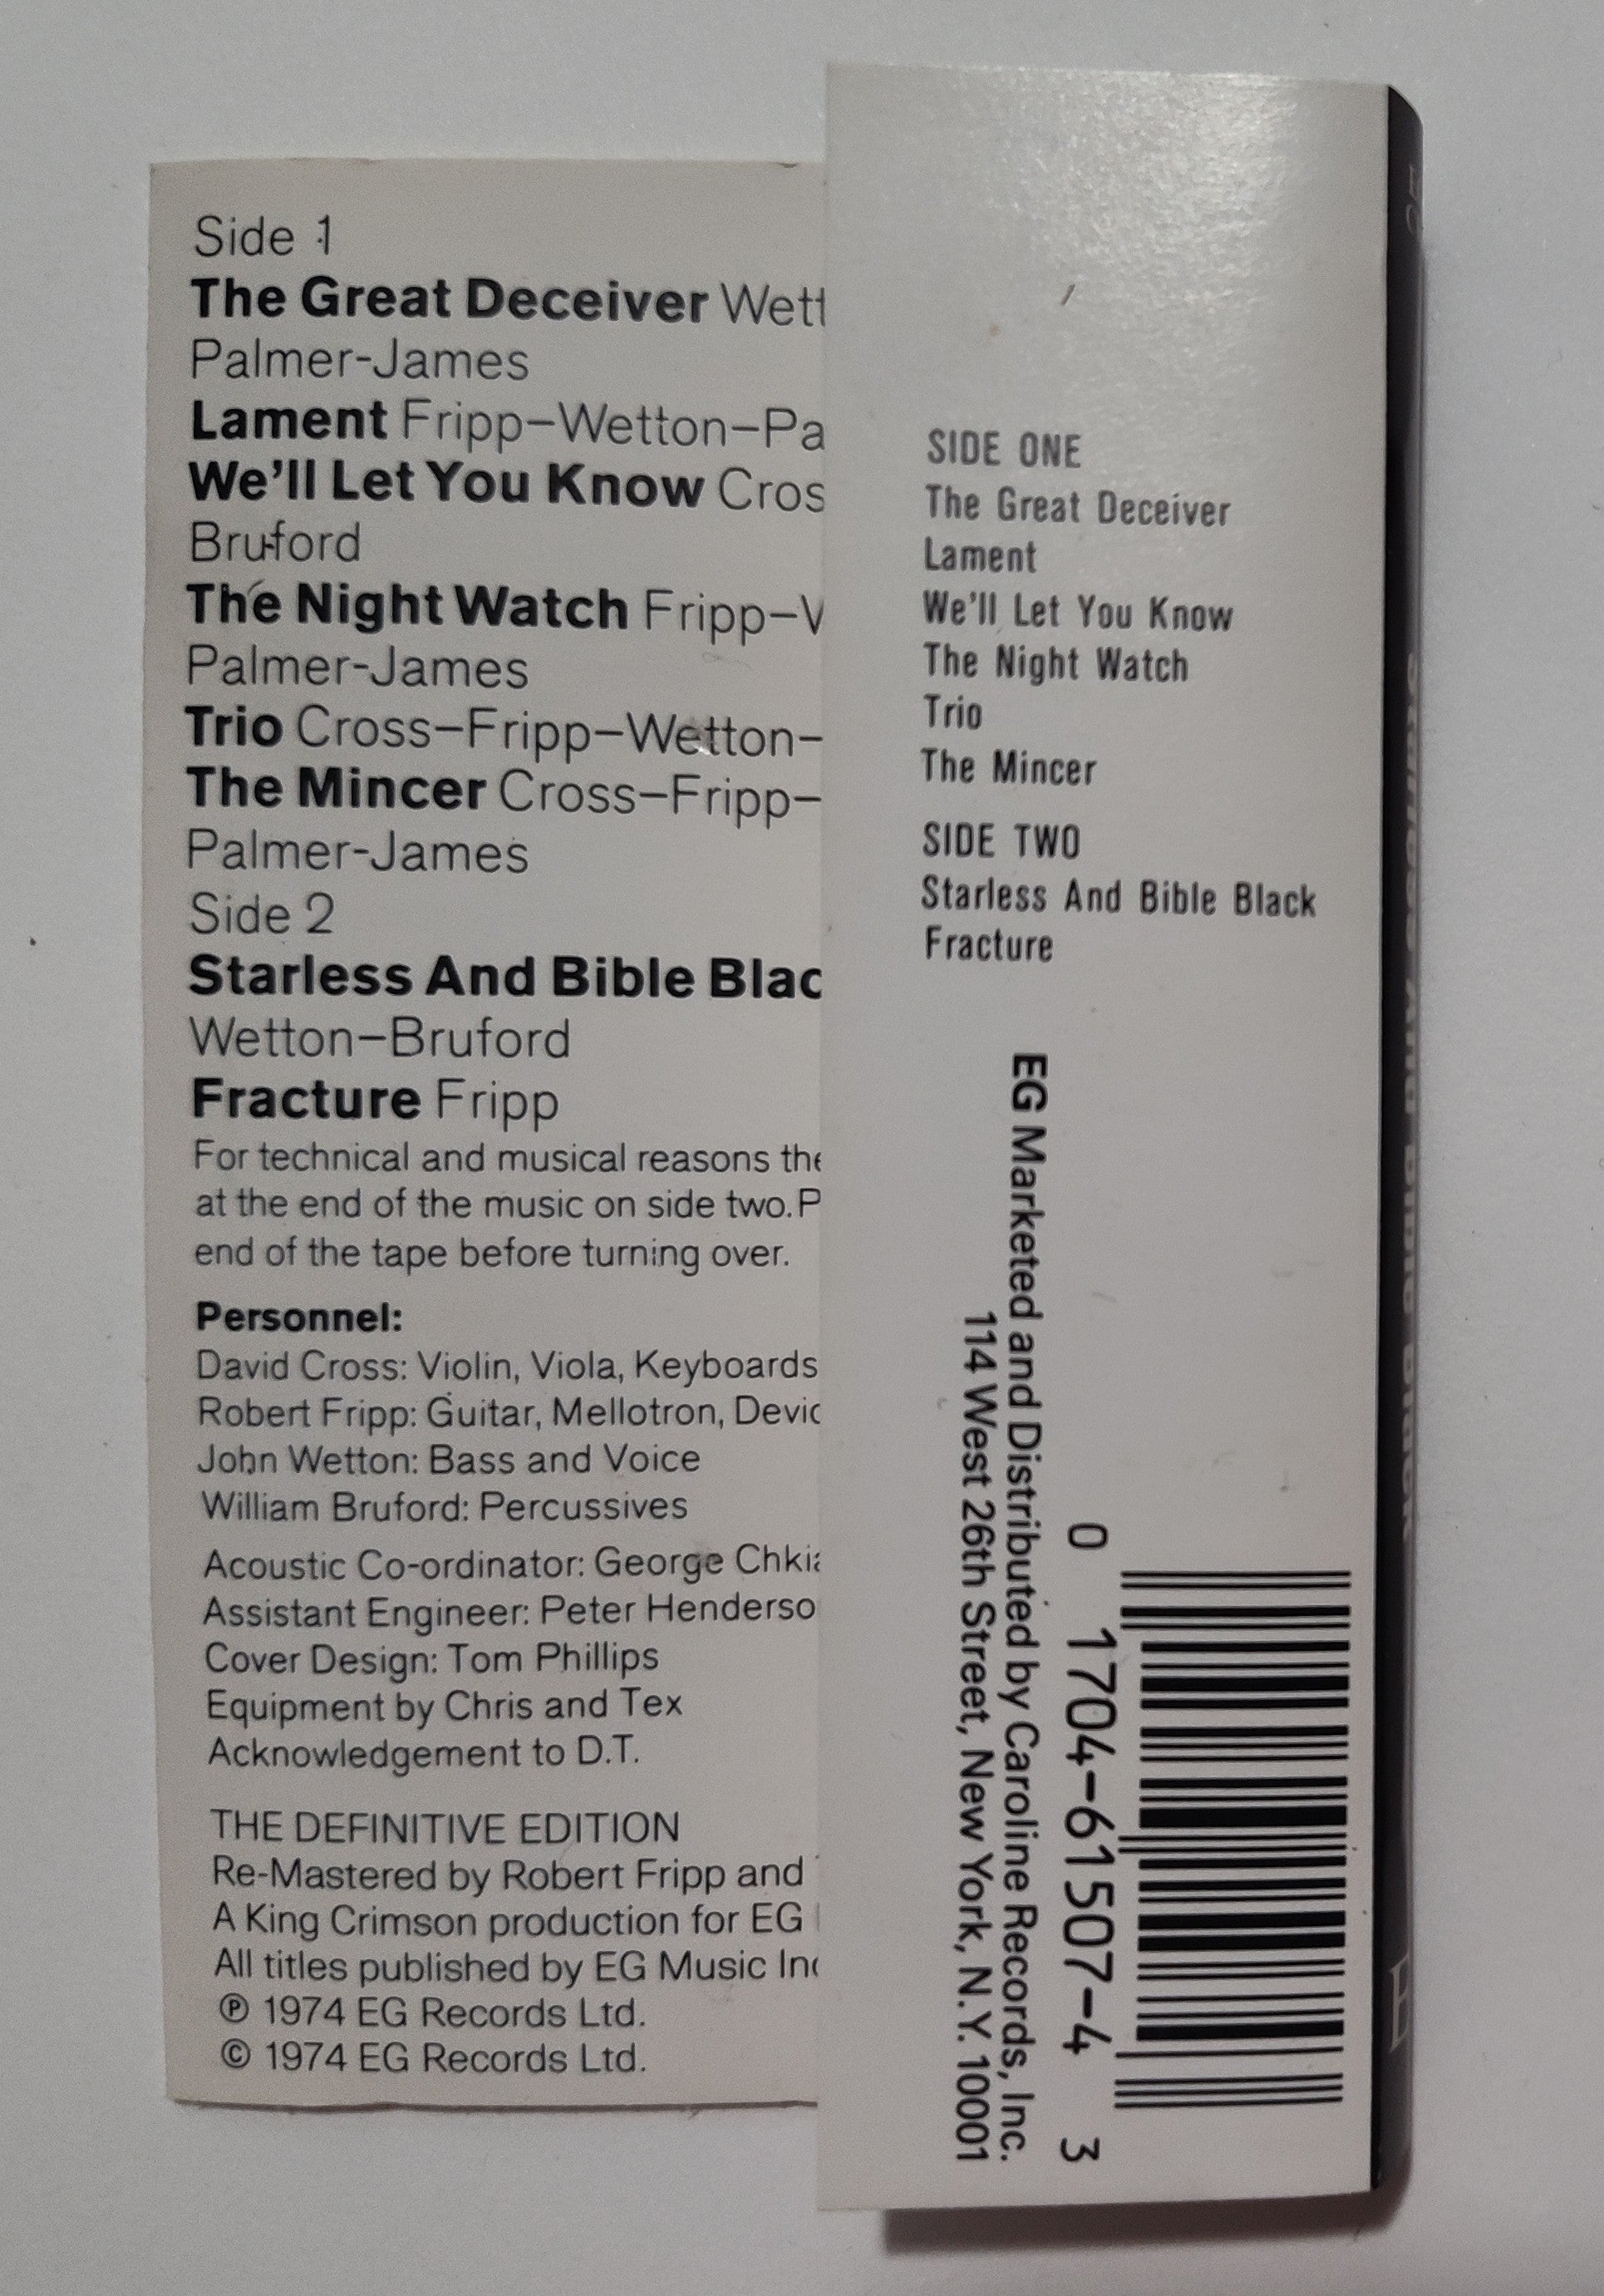 Side 1
The Great Deceiver Wett
Palmer-James
Lament Fripp–Wetton–Pa
We'll Let You Know Cros
Bruford
The Night Watch Fripp–
Palmer-James
Trio Cross–Fripp–Wetton–
The Mincer Cross–Fripp–
Palmer-James
Side 2
Starless And Bible Blac
Wetton–Bruford
Fracture Fripp
For technical and musical reasons the
at the end of the music on side two. P
end of the tape before turning over.
Personnel:
David Cross: Violin, Viola, Keyboards
Robert Fripp: Guitar, Mellotron, Devic
John Wetton: Bass and Voice
William Bruford: Percussives
Acoustic Co-ordinator: George Chki
Assistant Engineer: Peter Henderso
Cover Design: Tom Phillips
Equipment by Chris and Tex
Acknowledgement to D.T.
THE DEFINITIVE EDITION
Re-Mastered by Robert Fripp and
A King Crimson production for EG
All titles published by EG Music Inc
℗ 1974 EG Records Ltd.
© 1974 EG Records Ltd.
SIDE ONE
The Great Deceiver
Lament
We'll Let You Know
The Night Watch
Trio
The Mincer
SIDE TWO
Starless And Bible Black
Fracture
EG Marketed and Distributed by Caroline Records, Inc.
114 West 26th Street, New York, N.Y. 10001
0 1704-61507-4 3